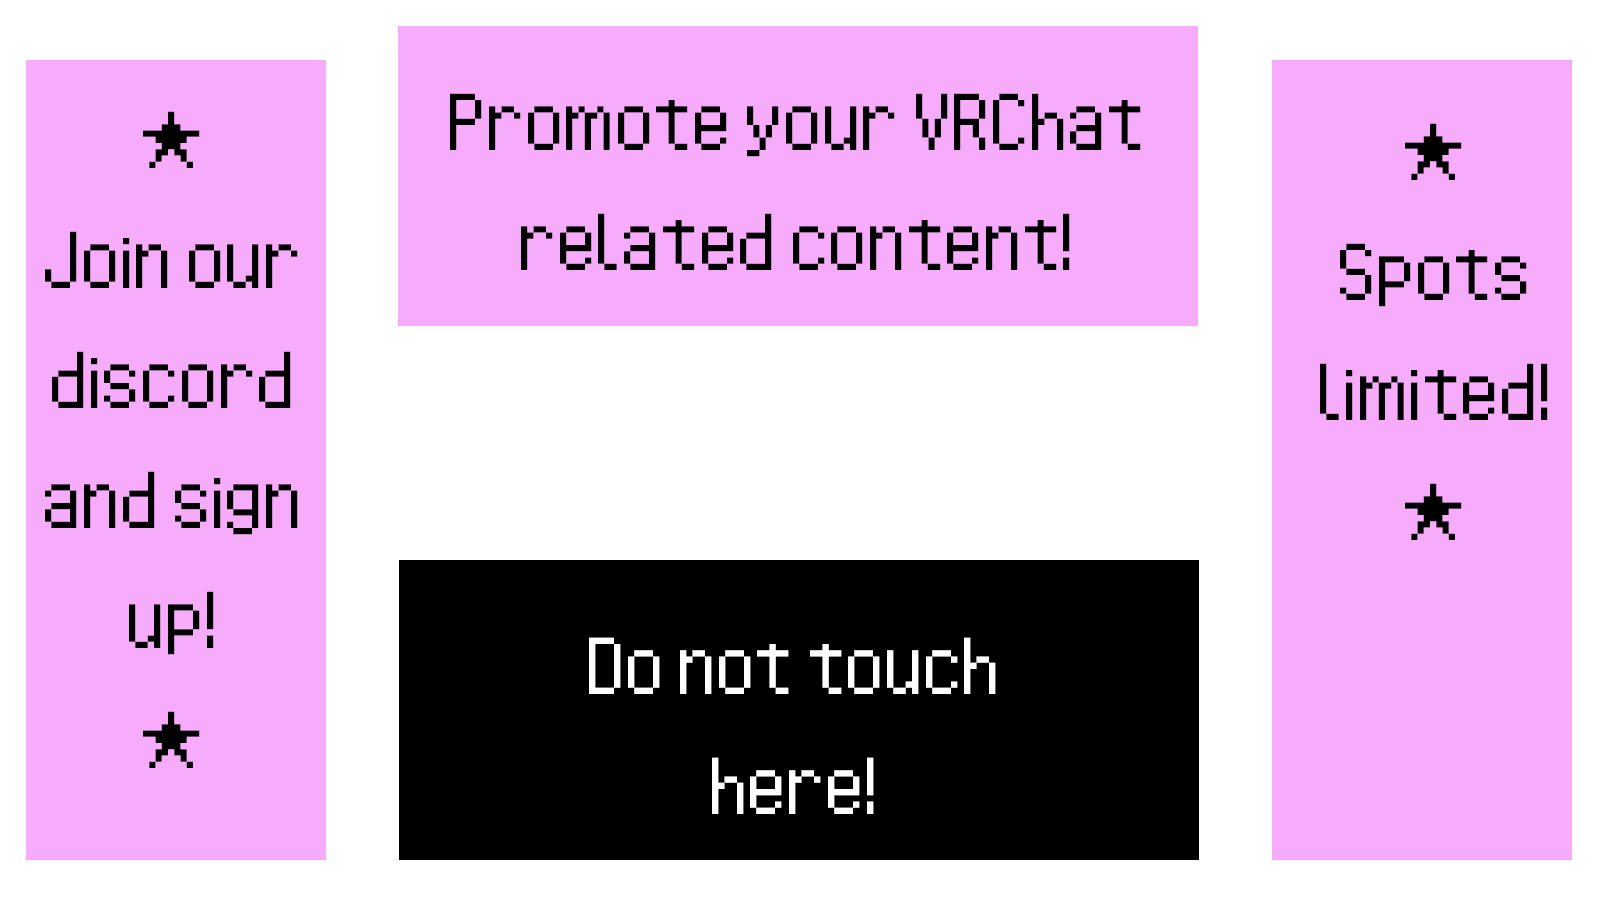 ★
Join our
discord
and sign
up!
★
Promote your VRChat
related content!
Do not touch
here!
★
Spots
limited!
★